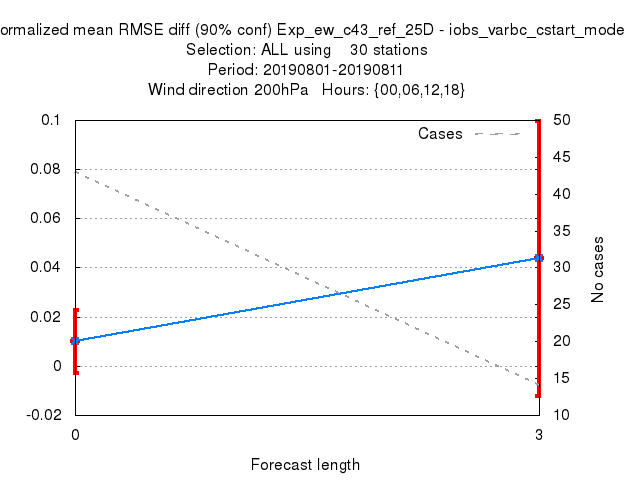 ormalized mean RMSE diff (90% conf) Exp_ew_c43_ref_25D - iobs_varbc_cstart_mode
Selection: ALL using 30 stations
Period: 20190801-20190811
Wind direction 200hPa Hours: {00,06,12,18}
Cases
0.1
0.08
0.06
0.04
0.02
0
-0.02
50
45
40
35
30
25
20
15
10
No cases
0
3
Forecast length